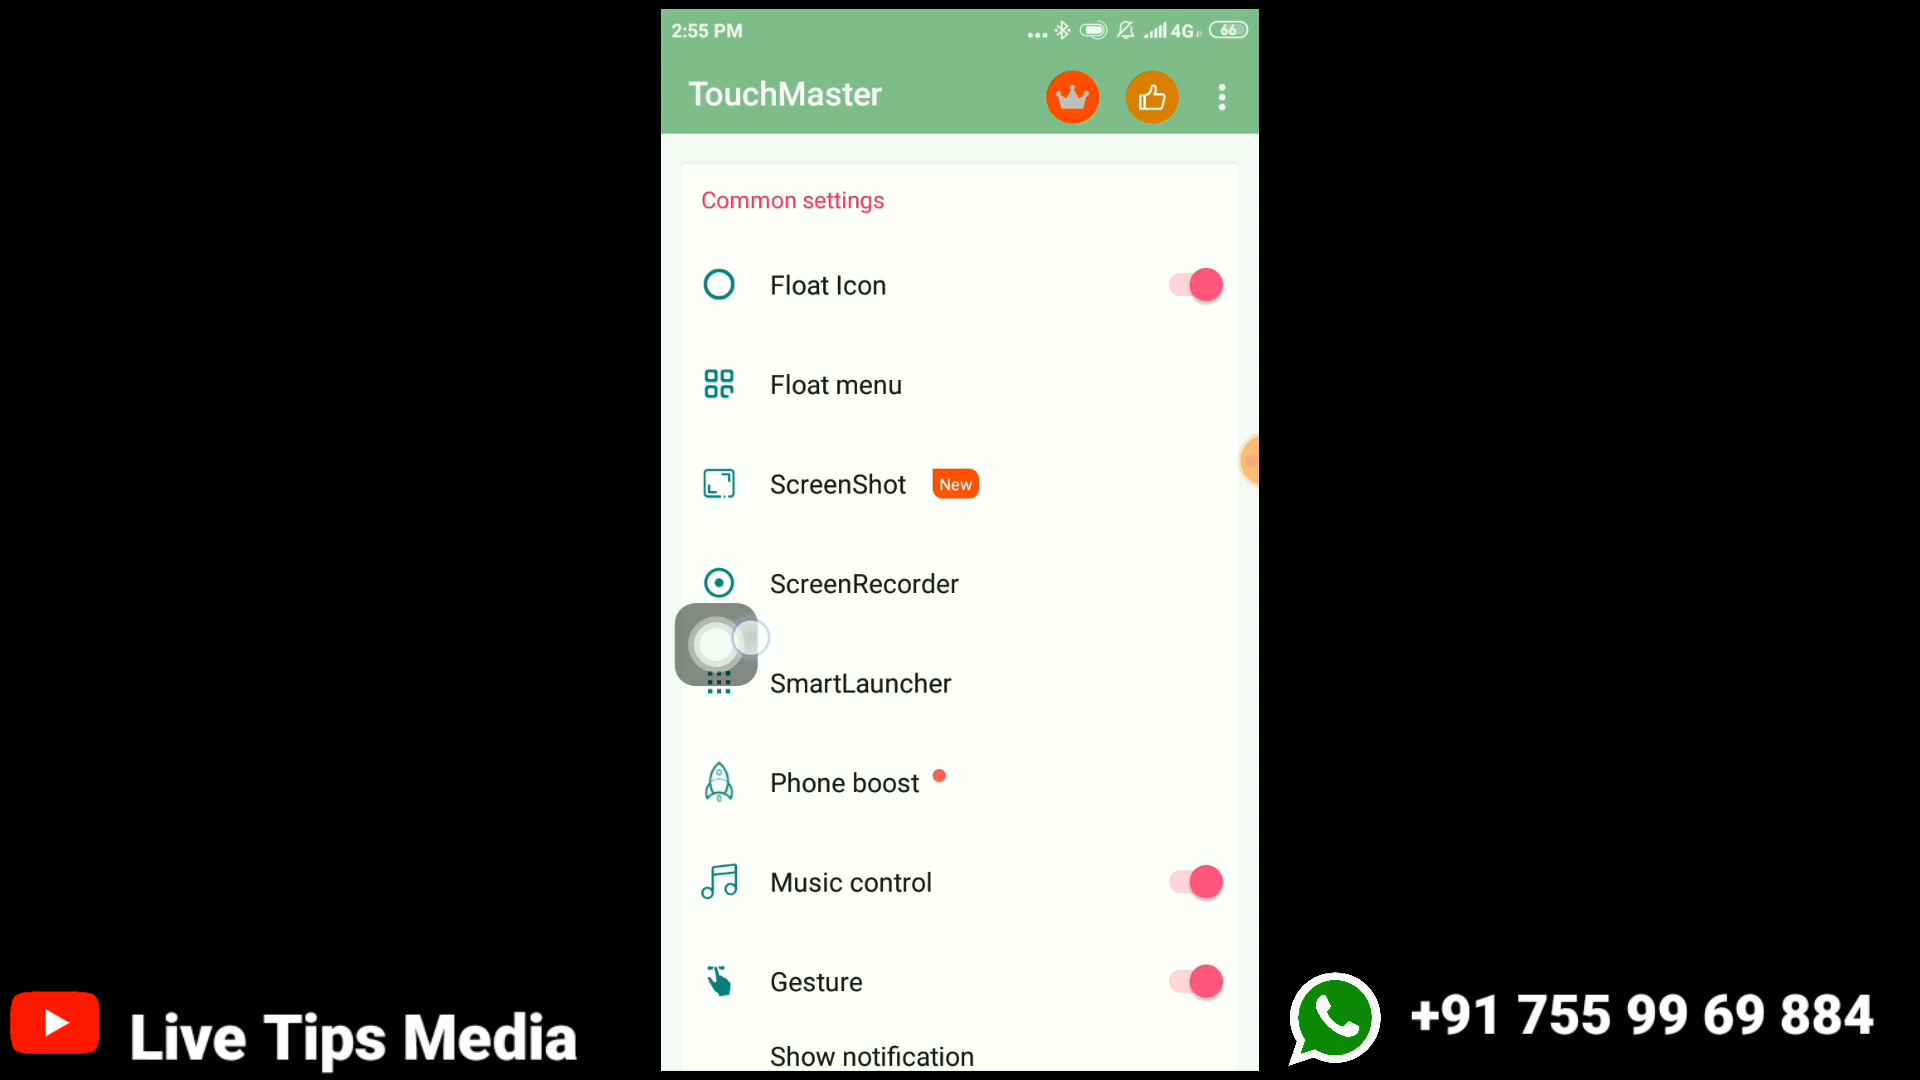 2:55 PM
4G
66
TouchMaster
Common settings
Float Icon
Float menu
ScreenShot New
ScreenRecorder
SmartLauncher
Phone boost
Music control
Gesture
Show notification
Live Tips Media
+91 755 99 69 884